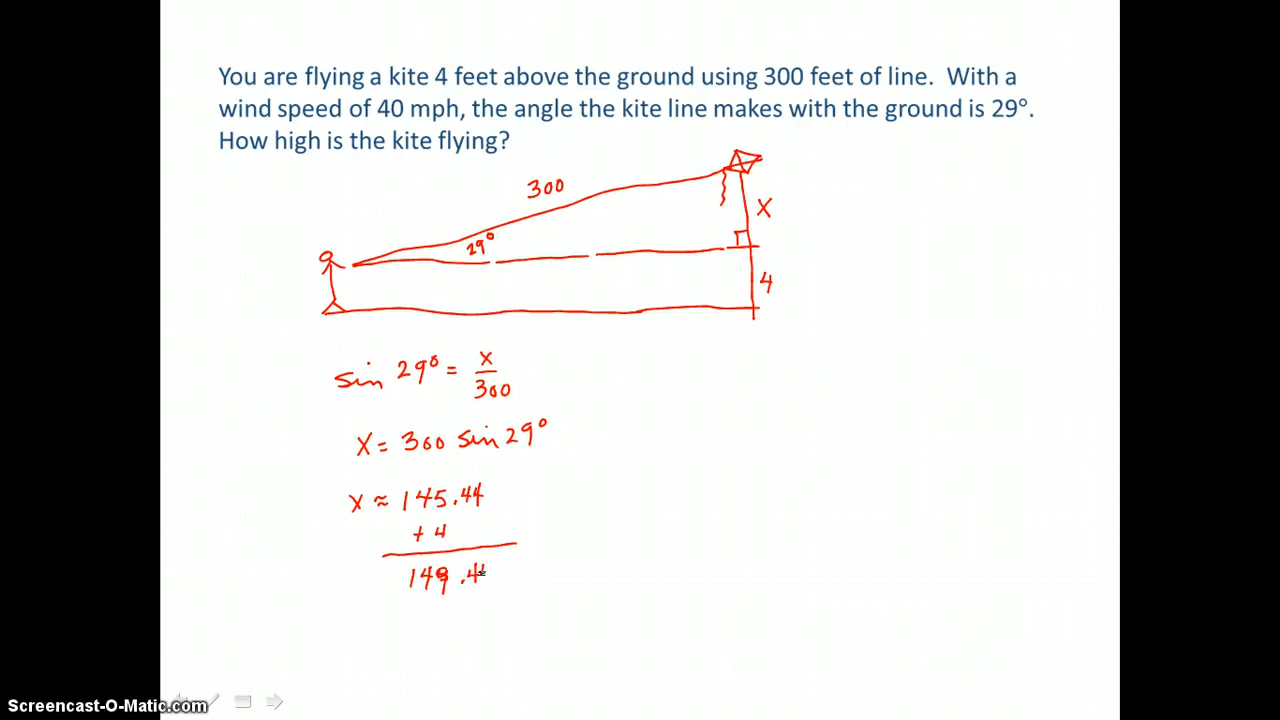 You are flying a kite 4 feet above the ground using 300 feet of line. With a
wind speed of 40 mph, the angle the kite line makes with the ground is 29°.
How high is the kite flying?
300
X
29°
4
sin 29° = x/300
X = 300 sin 29°
x ≈ 145.44
+ 4
149.4
Screencast-O-Matic.com